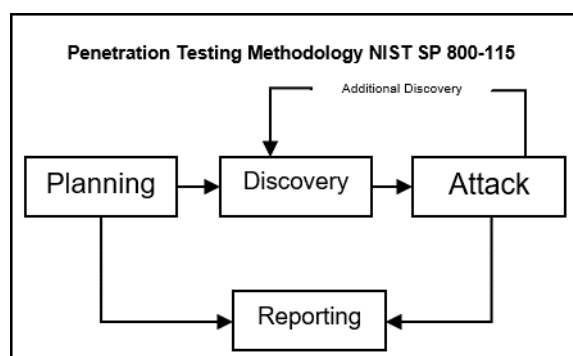 Penetration Testing Methodology NIST SP 800-115
Additional Discovery
Planning
Discovery
Attack
Reporting